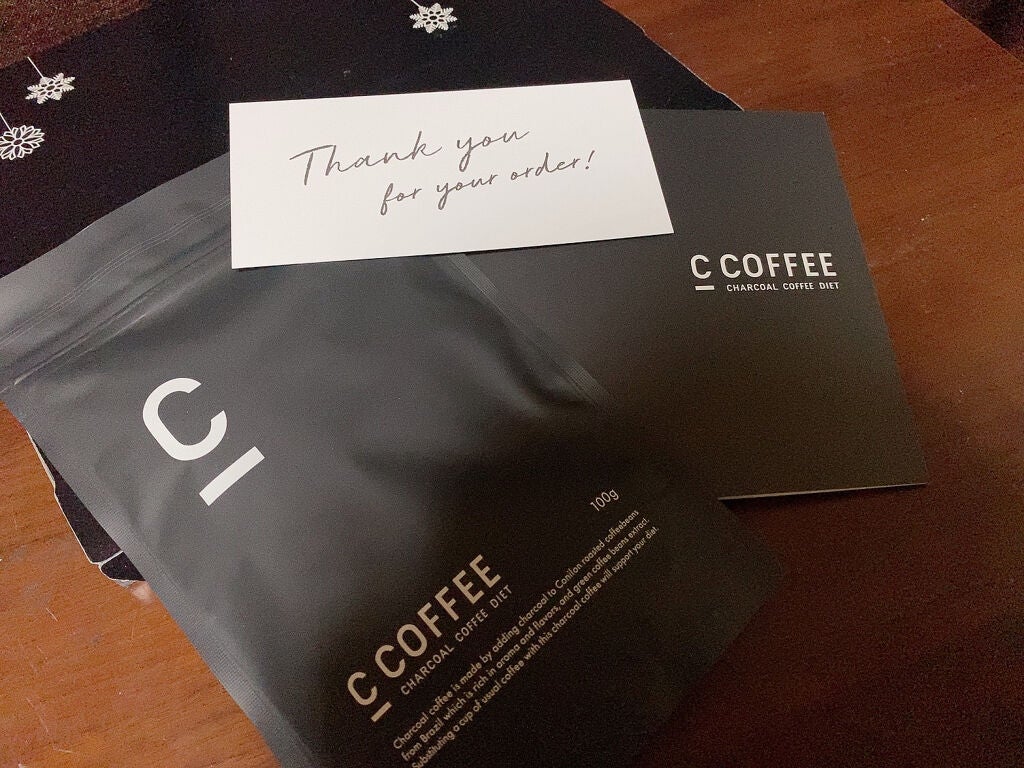 Thank you
for your order!
C COFFEE
CHARCOAL COFFEE DIET
C
100g
C COFFEE
CHARCOAL COFFEE DIET
Charcoal coffee is made by adding charcoal to Conilon roasted coffeebeans
from Brazil which is rich in aroma and flavors, and green coffee beans extract.
Substituting a cup of usual coffee with this charcoal coffee will support your diet.